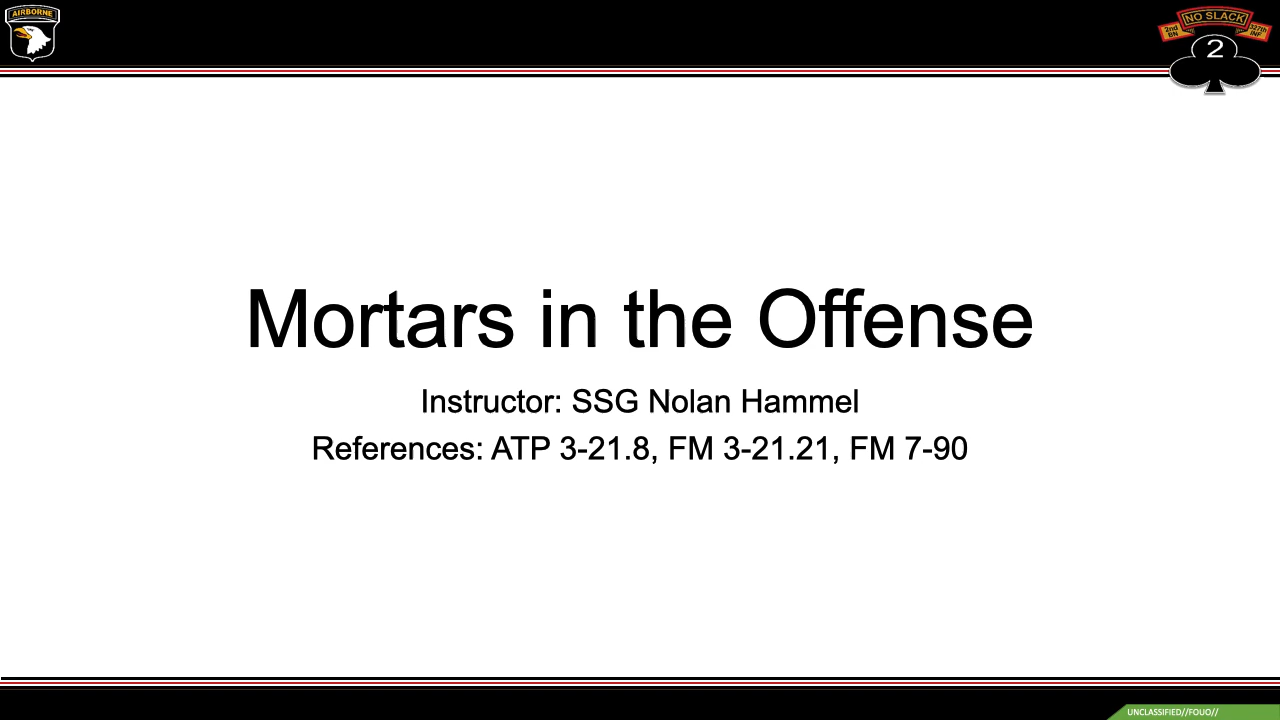 AIRBORNE
NO SLACK
2nd BN
327th INF
2
Mortars in the Offense
Instructor: SSG Nolan Hammel
References: ATP 3-21.8, FM 3-21.21, FM 7-90
UNCLASSIFIED//FOUO//